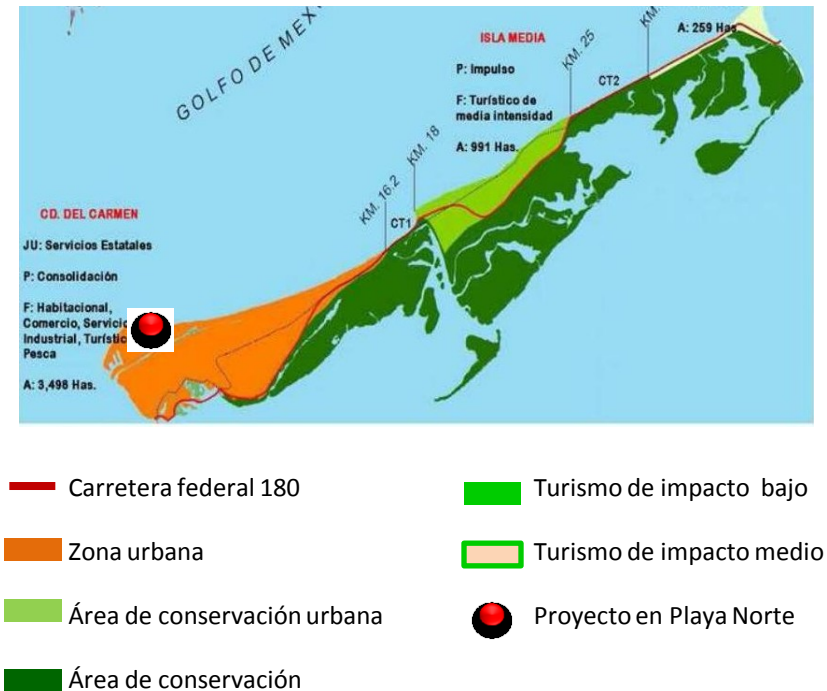 GOLFO DE MEX
ISLA MEDIA
P: Impulso
F: Turístico de
media intensidad
A: 991 Has.
KM. 25
CT2
KM.
A: 259 Has.
KM. 18
KM. 16.2
CT1
CD. DEL CARMEN
JU: Servicios Estatales
P: Consolidación
F: Habitacional,
Comercio, Servicio
Industrial, Turístic
Pesca
A: 3,498 Has.
Carretera federal 180
Zona urbana
Área de conservación urbana
Área de conservación
Turismo de impacto bajo
Turismo de impacto medio
Proyecto en Playa Norte